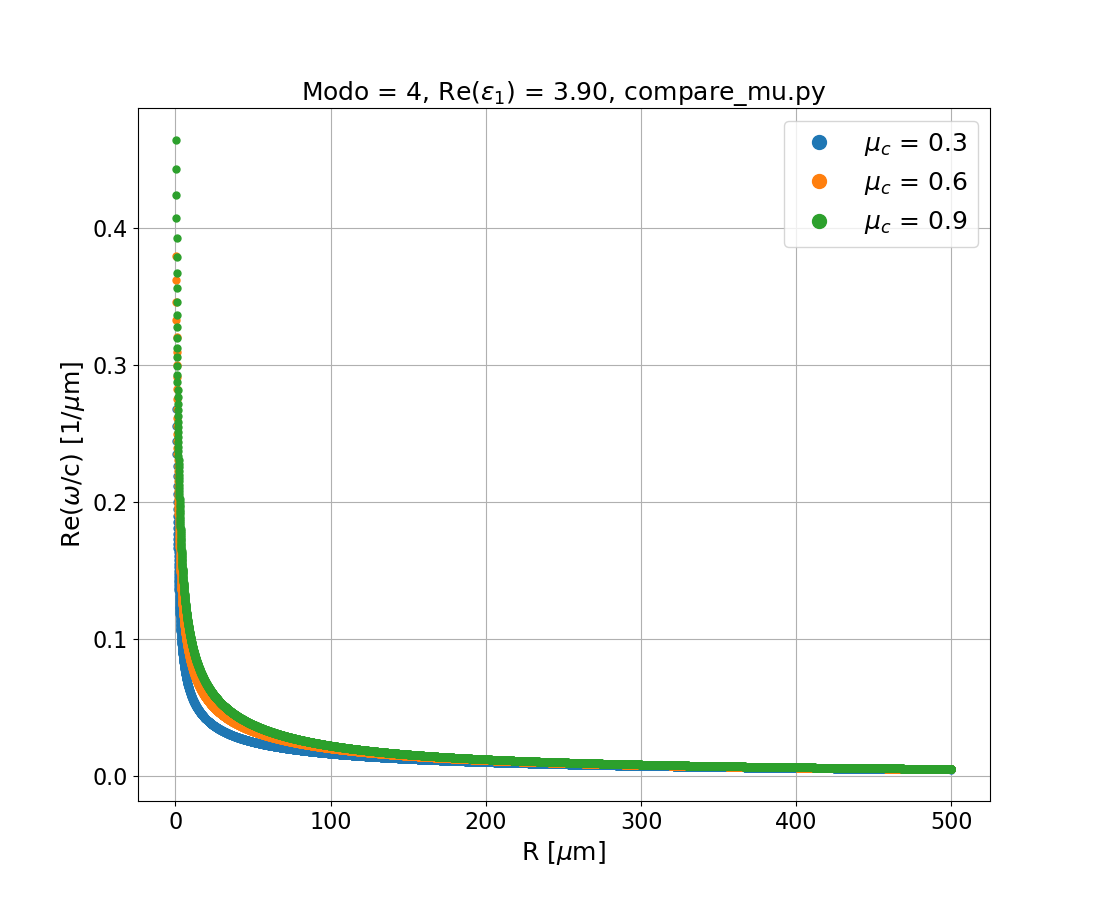 Modo = 4, Re(ε₁) = 3.90, compare_mu.py
μ_c = 0.3
μ_c = 0.6
μ_c = 0.9
Re(ω/c) [1/μm]
0.4
0.3
0.2
0.1
0.0
0 100 200 300 400 500
R [μm]